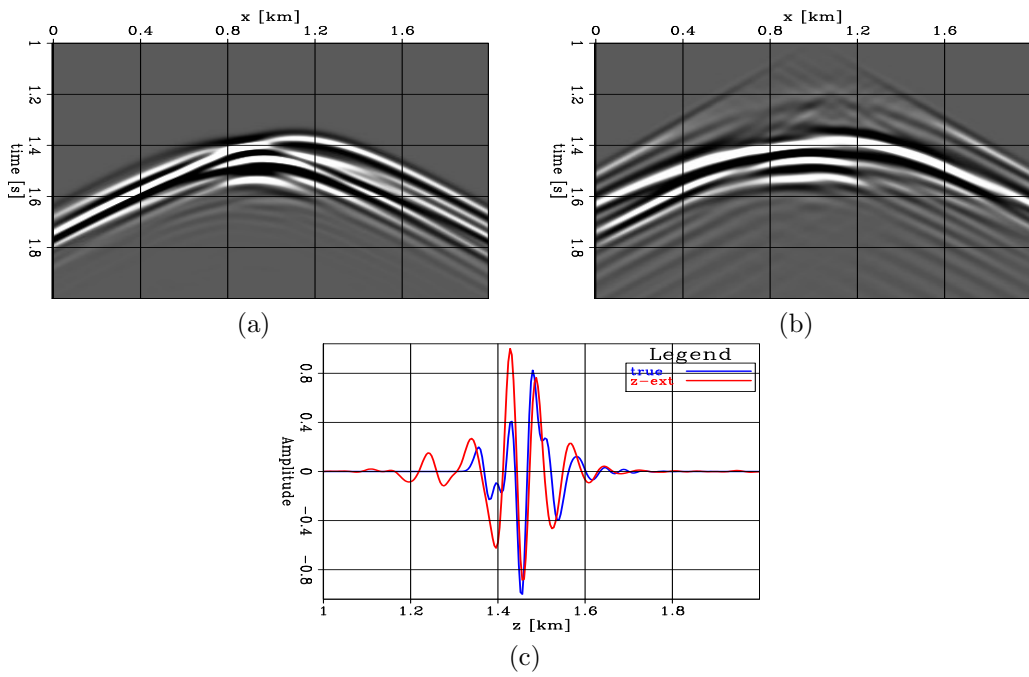 x [km]
0 0.4 0.8 1.2 1.6
time [s]
1 1.2 1.4 1.6 1.8
(a)
x [km]
0 0.4 0.8 1.2 1.6
time [s]
1 1.2 1.4 1.6 1.8
(b)
Legend
true
z-ext
Amplitude
0.8 0.4 0 -0.4 -0.8
1 1.2 1.4 1.6 1.8
z [km]
(c)